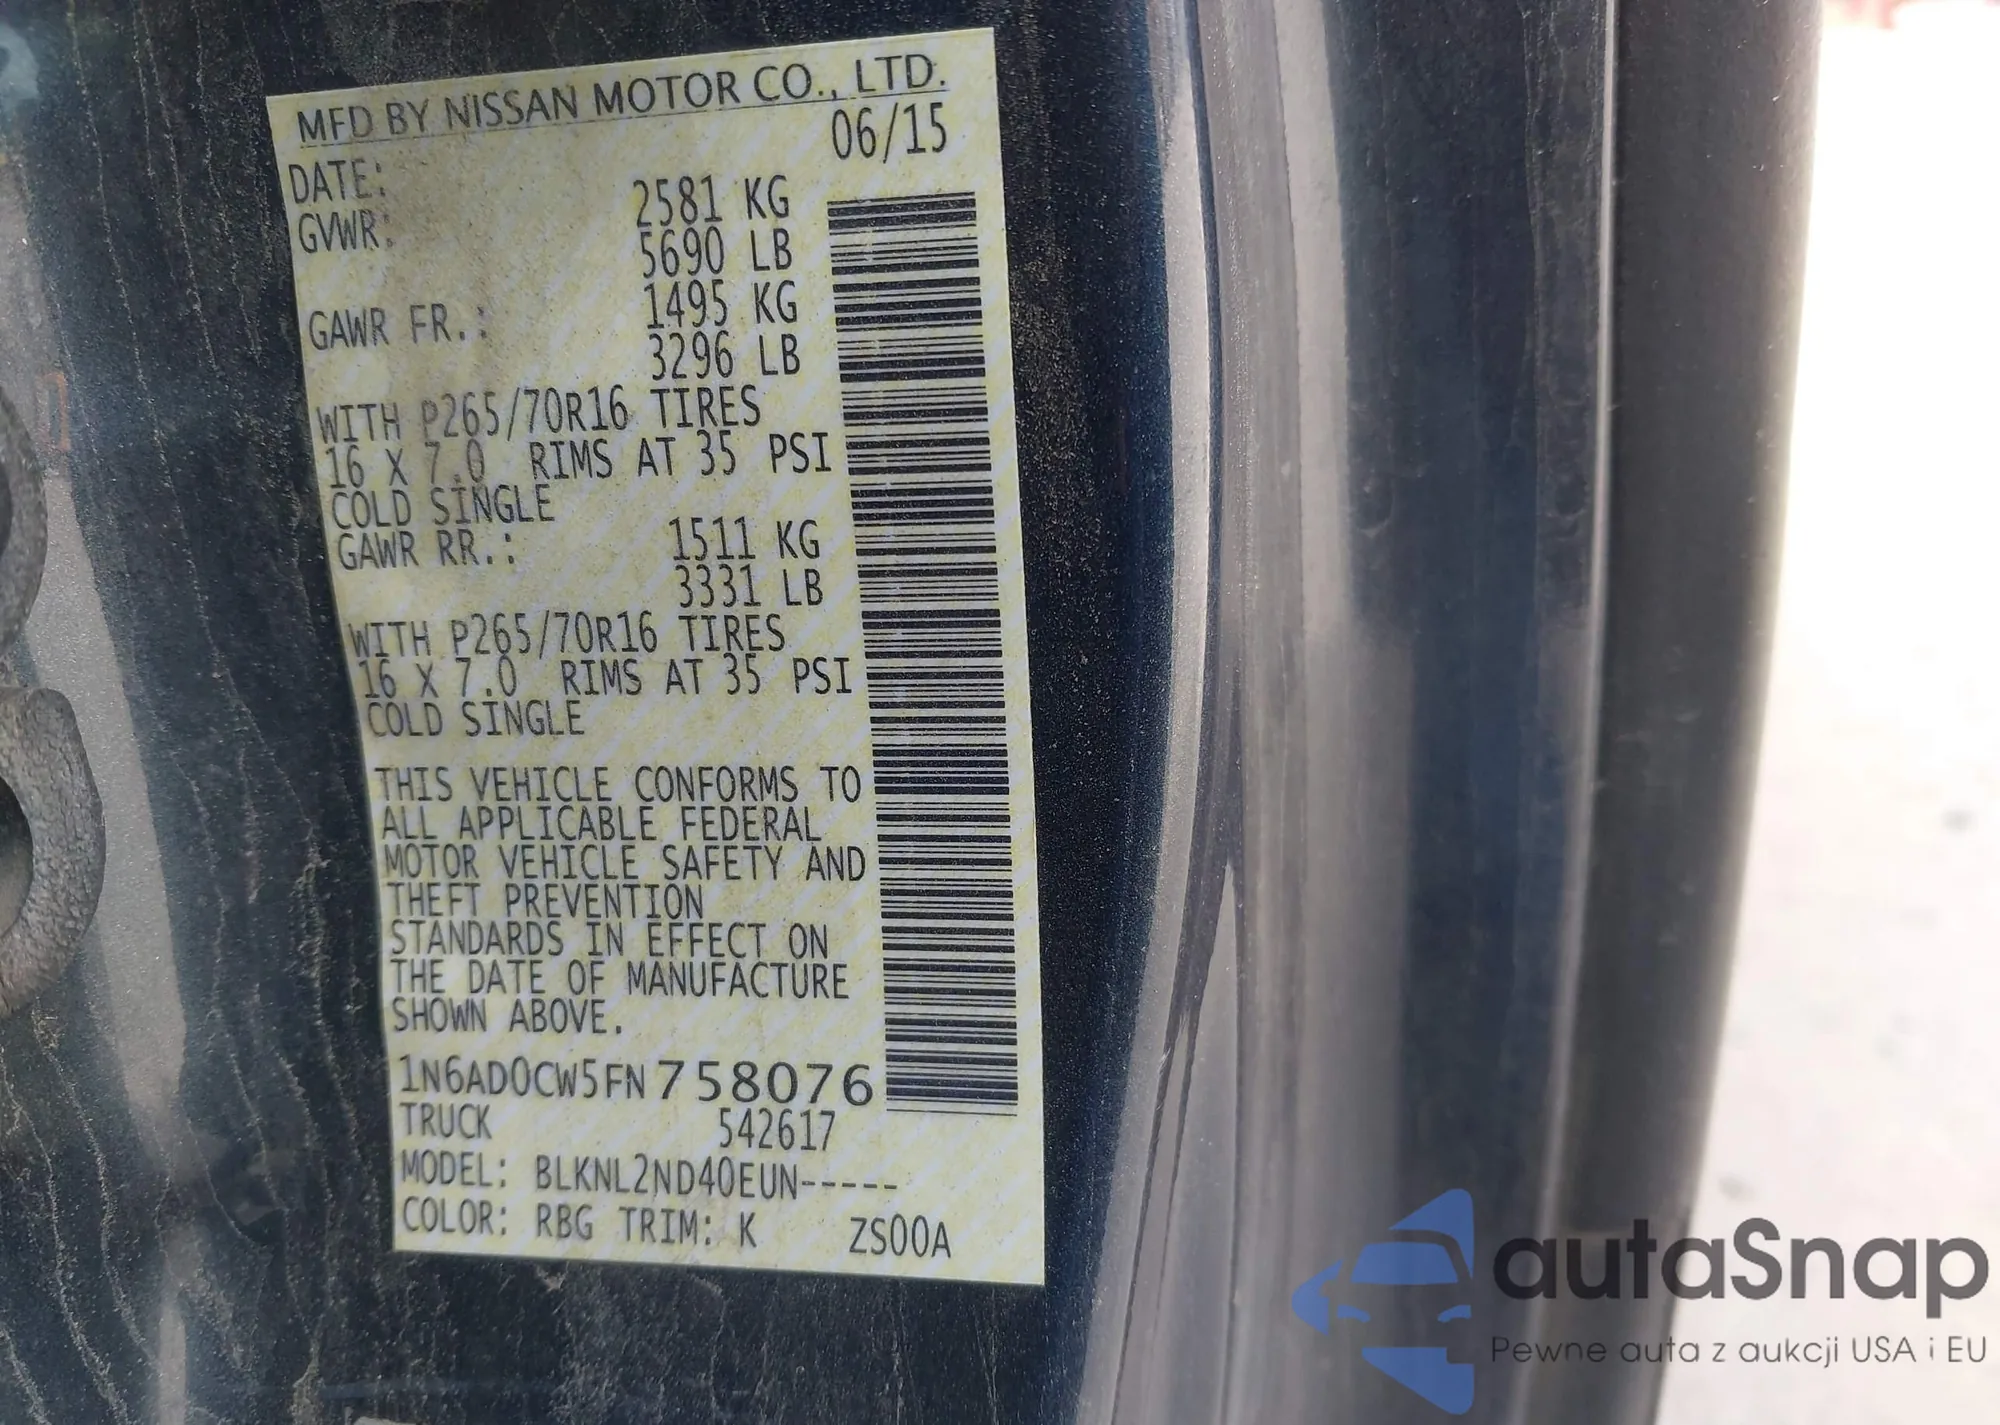 MFD BY NISSAN MOTOR CO., LTD.
DATE: 06/15
GVWR: 2581 KG
5690 LB
GAWR FR.: 1495 KG
3296 LB
WITH P265/70R16 TIRES
16 X 7.0 RIMS AT 35 PSI
COLD SINGLE
GAWR RR.: 1511 KG
3331 LB
WITH P265/70R16 TIRES
16 X 7.0 RIMS AT 35 PSI
COLD SINGLE
THIS VEHICLE CONFORMS TO
ALL APPLICABLE FEDERAL
MOTOR VEHICLE SAFETY AND
THEFT PREVENTION
STANDARDS IN EFFECT ON
THE DATE OF MANUFACTURE
SHOWN ABOVE.
1N6AD0CW5FN758076
TRUCK 542617
MODEL: BLKNL2ND40EUN-----
COLOR: RBG TRIM: K ZS00A
autaSnap
Pewne auta z aukcji USA i EU